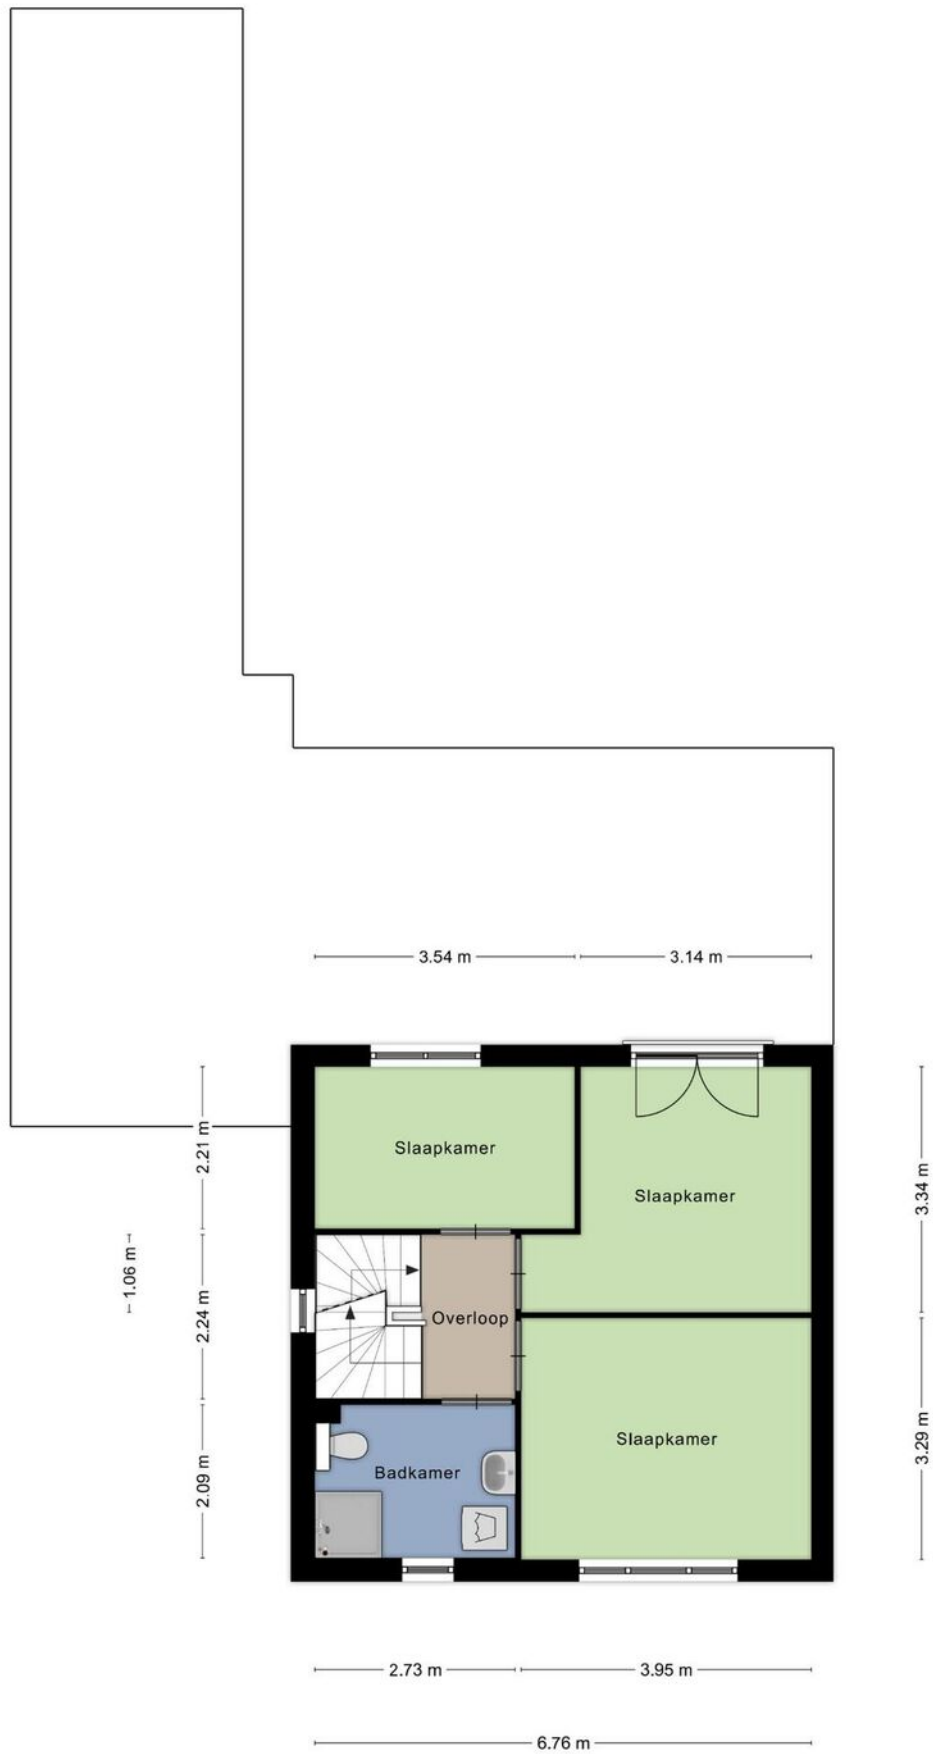 3.54 m
3.14 m
2.21 m
Slaapkamer
Slaapkamer
3.34 m
1.06 m
2.24 m
Overloop
Slaapkamer
3.29 m
Badkamer
2.09 m
2.73 m
3.95 m
6.76 m